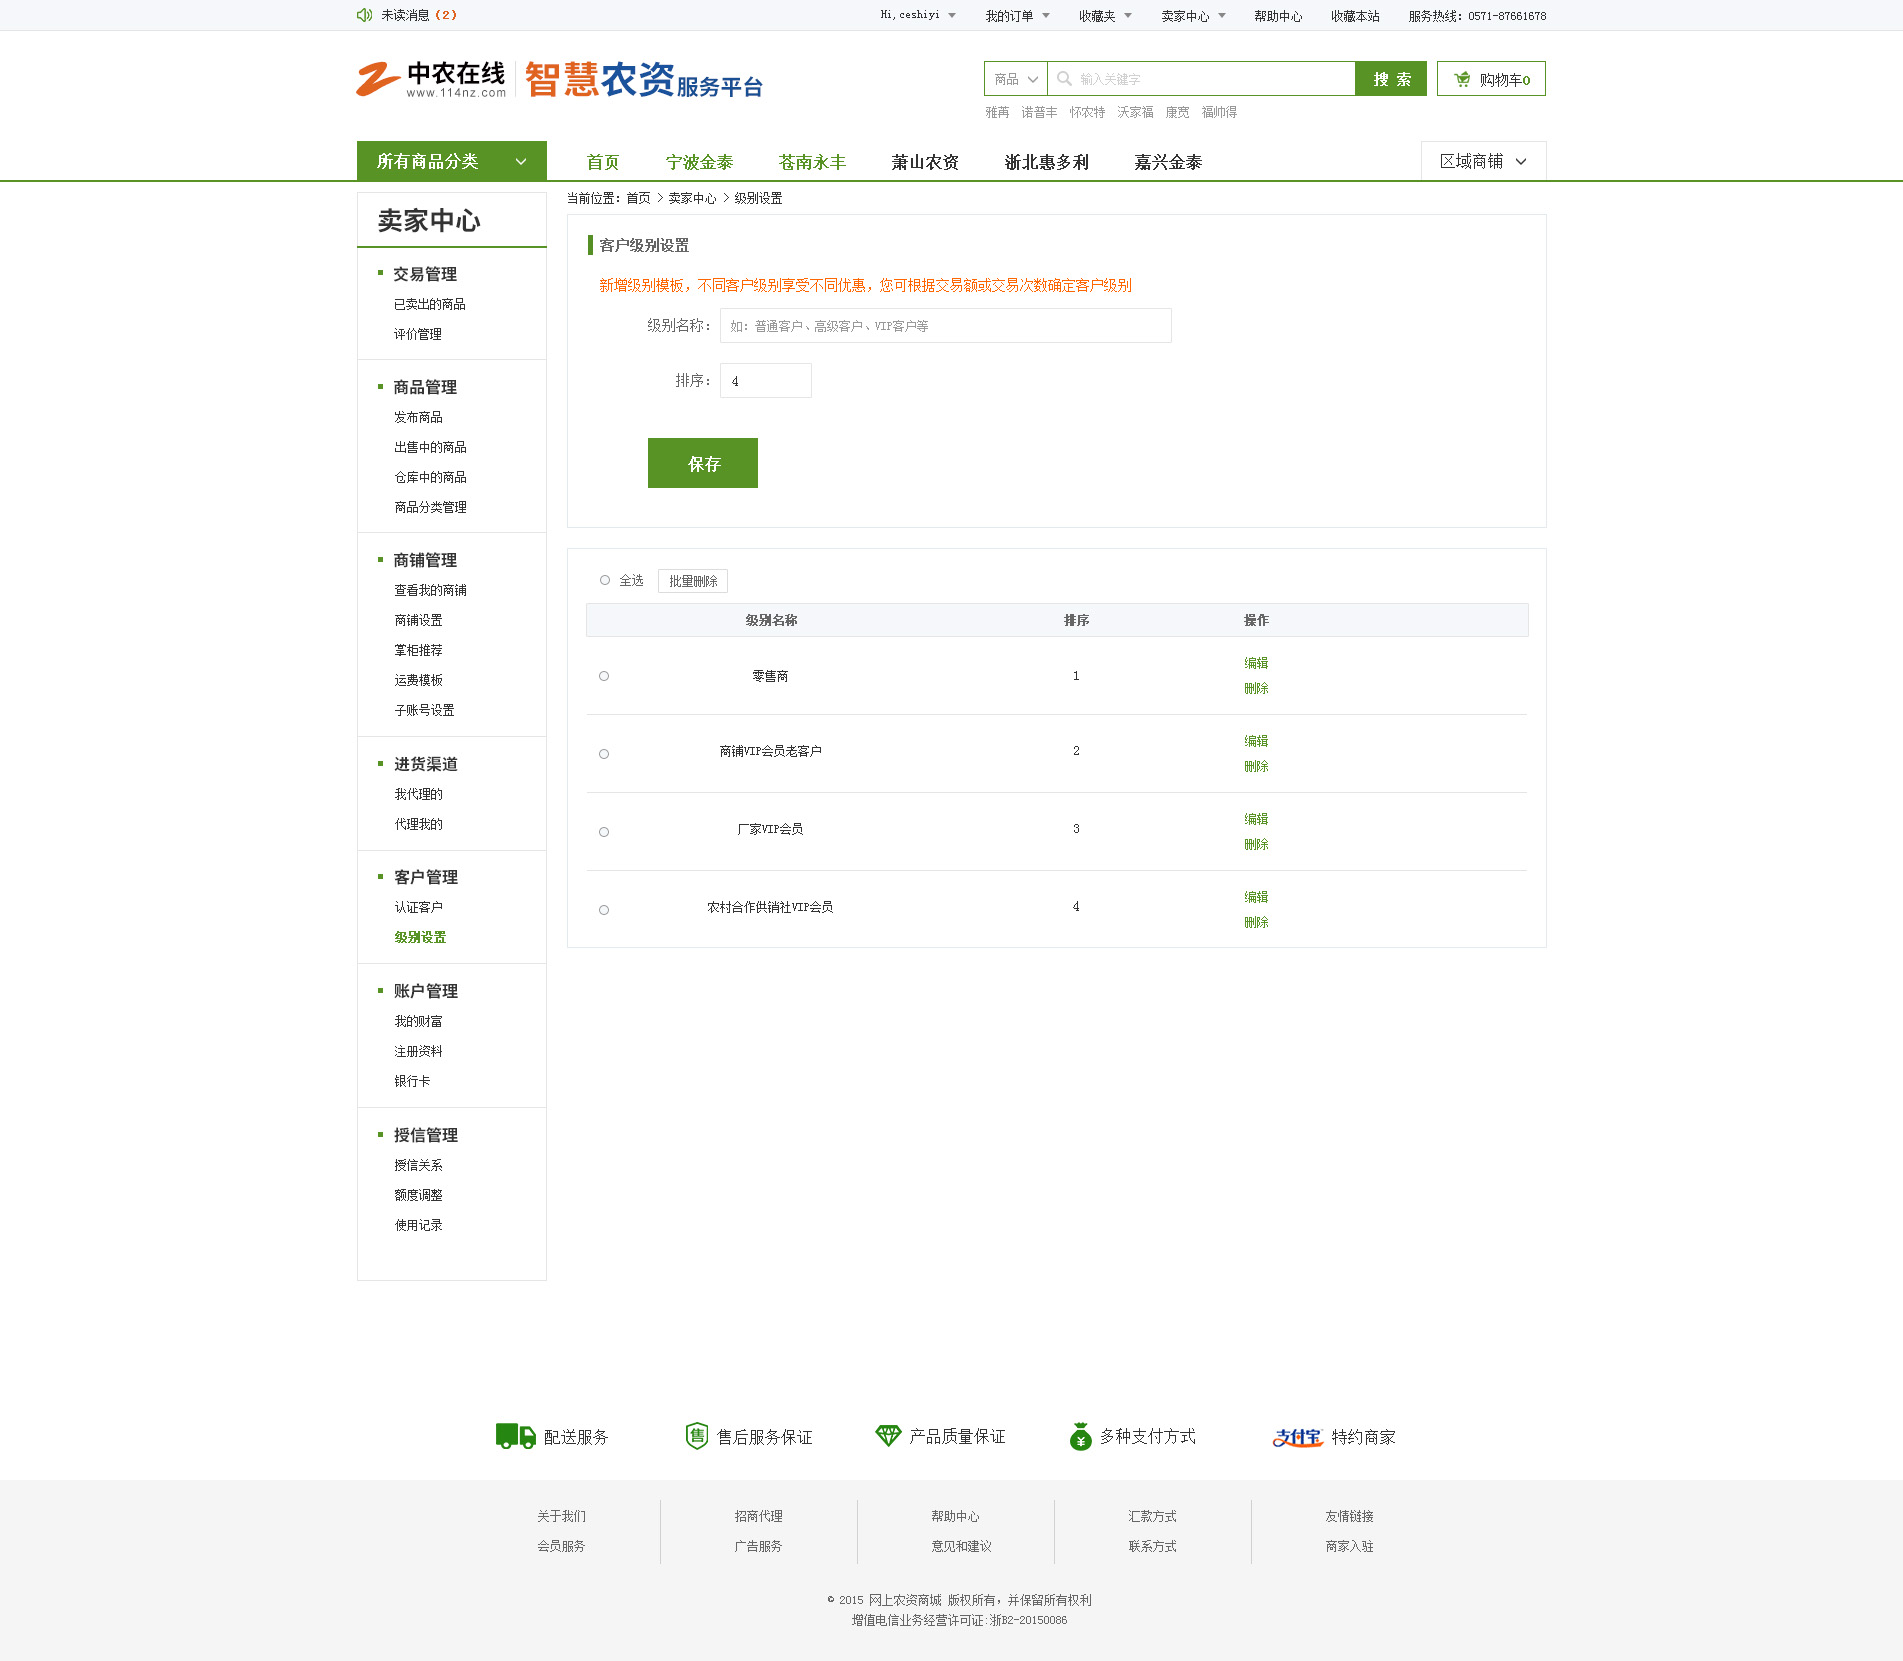 未读消息（2）
Hi, ceshiyi 我的订单 收藏夹 卖家中心 帮助中心 收藏本站 服务热线：0571-87661678
中农在线 www.114nz.com 智慧农资服务平台
商品 输入关键字 搜 索 购物车0
雅苒 诺普丰 怀农特 沃家福 康宽 福帅得
所有商品分类 首页 宁波金泰 苍南永丰 萧山农资 浙北惠多利 嘉兴金泰 区域商铺
当前位置：首页 > 卖家中心 > 级别设置
卖家中心
交易管理
已卖出的商品
评价管理
商品管理
发布商品
出售中的商品
仓库中的商品
商品分类管理
商铺管理
查看我的商铺
商铺设置
掌柜推荐
运费模板
子账号设置
进货渠道
我代理的
代理我的
客户管理
认证客户
级别设置
账户管理
我的财富
注册资料
银行卡
授信管理
授信关系
额度调整
使用记录
客户级别设置
新增级别模板，不同客户级别享受不同优惠，您可根据交易额或交易次数确定客户级别
级别名称： 如：普通客户、高级客户、VIP客户等
排序： 4
保存
全选 批量删除
级别名称 排序 操作
零售商 1 编辑
删除
商铺VIP会员老客户 2 编辑
删除
厂家VIP会员 3 编辑
删除
农村合作供销社VIP会员 4 编辑
删除
配送服务 售 售后服务保证 产品质量保证 ¥ 多种支付方式 支付宝 特约商家
关于我们 招商代理 帮助中心 汇款方式 友情链接
会员服务 广告服务 意见和建议 联系方式 商家入驻
© 2015 网上农资商城 版权所有，并保留所有权利
增值电信业务经营许可证:浙B2-20150086